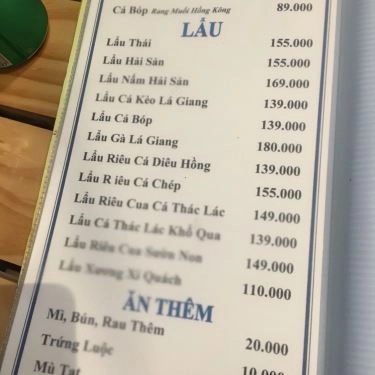 Cá Bóp Rang Muối Hồng Kông 89.000
LẨU
Lẩu Thái 155.000
Lẩu Hải Sản 155.000
Lẩu Nấm Hải Sản 169.000
Lẩu Cá Kèo Lá Giang 139.000
Lẩu Cá Bóp 139.000
Lẩu Gà Lá Giang 180.000
Lẩu Riêu Cá Diêu Hồng 139.000
Lẩu R iêu Cá Chép 155.000
Lẩu Riêu Cua Cá Thác Lác 149.000
Lẩu Cá Thác Lác Khổ Qua 139.000
Lẩu Riêu Cua Sườn Non 149.000
Lẩu Xương Xí Quách 110.000
ĂN THÊM
Mì, Bún, Rau Thêm 20.000
Trứng Luộc
Mù Tạt 10.000